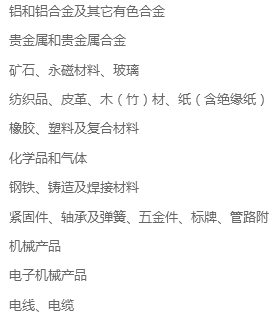 铝和铝合金及其它有色合金
贵金属和贵金属合金
矿石、永磁材料、玻璃
纺织品、皮革、木（竹）材、纸（含绝缘纸）
橡胶、塑料及复合材料
化学品和气体
钢铁、铸造及焊接材料
紧固件、轴承及弹簧、五金件、标牌、管路附
机械产品
电子机械产品
电线、电缆